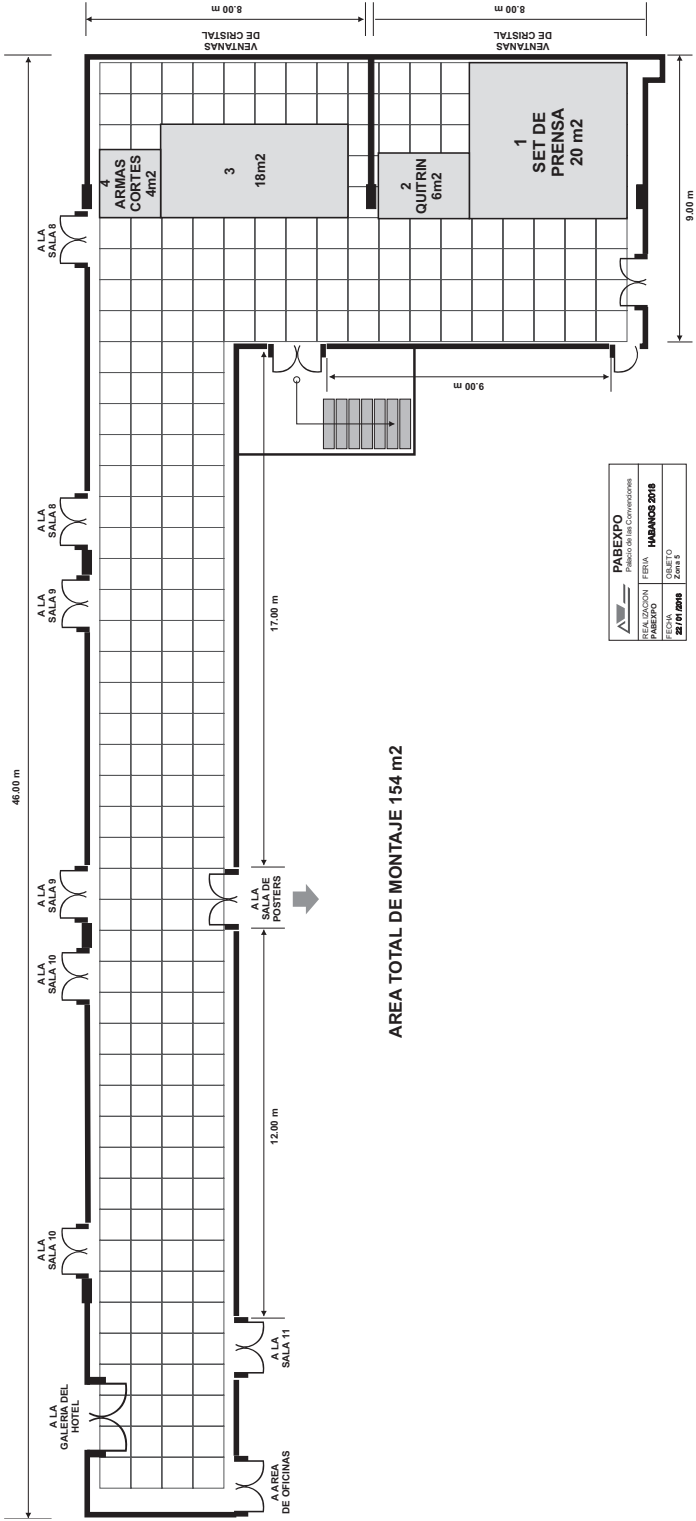 46.00 m
8.00 m
8.00 m
VENTANAS
DE CRISTAL
VENTANAS
DE CRISTAL
A LA
GALERIA DEL
HOTEL
A LA
SALA 10
A LA
SALA 10
A LA
SALA 9
A LA
SALA 9
A LA
SALA 8
A LA
SALA 8
4
ARMAS
CORTES
4m2
3
18m2
2
QUITRIN
6m2
1
SET DE
PRENSA
20 m2
9.00 m
9.00 m
17.00 m
12.00 m
A LA
SALA DE
POSTERS
A LA
SALA 11
A AREA
DE OFICINAS
AREA TOTAL DE MONTAJE 154 m2
PABEXPO
Palacio de las Convenciones
REALIZACION
PABEXPO
FERIA
HABANOS 2018
FECHA
22/01/2018
OBJETO
Zona 5